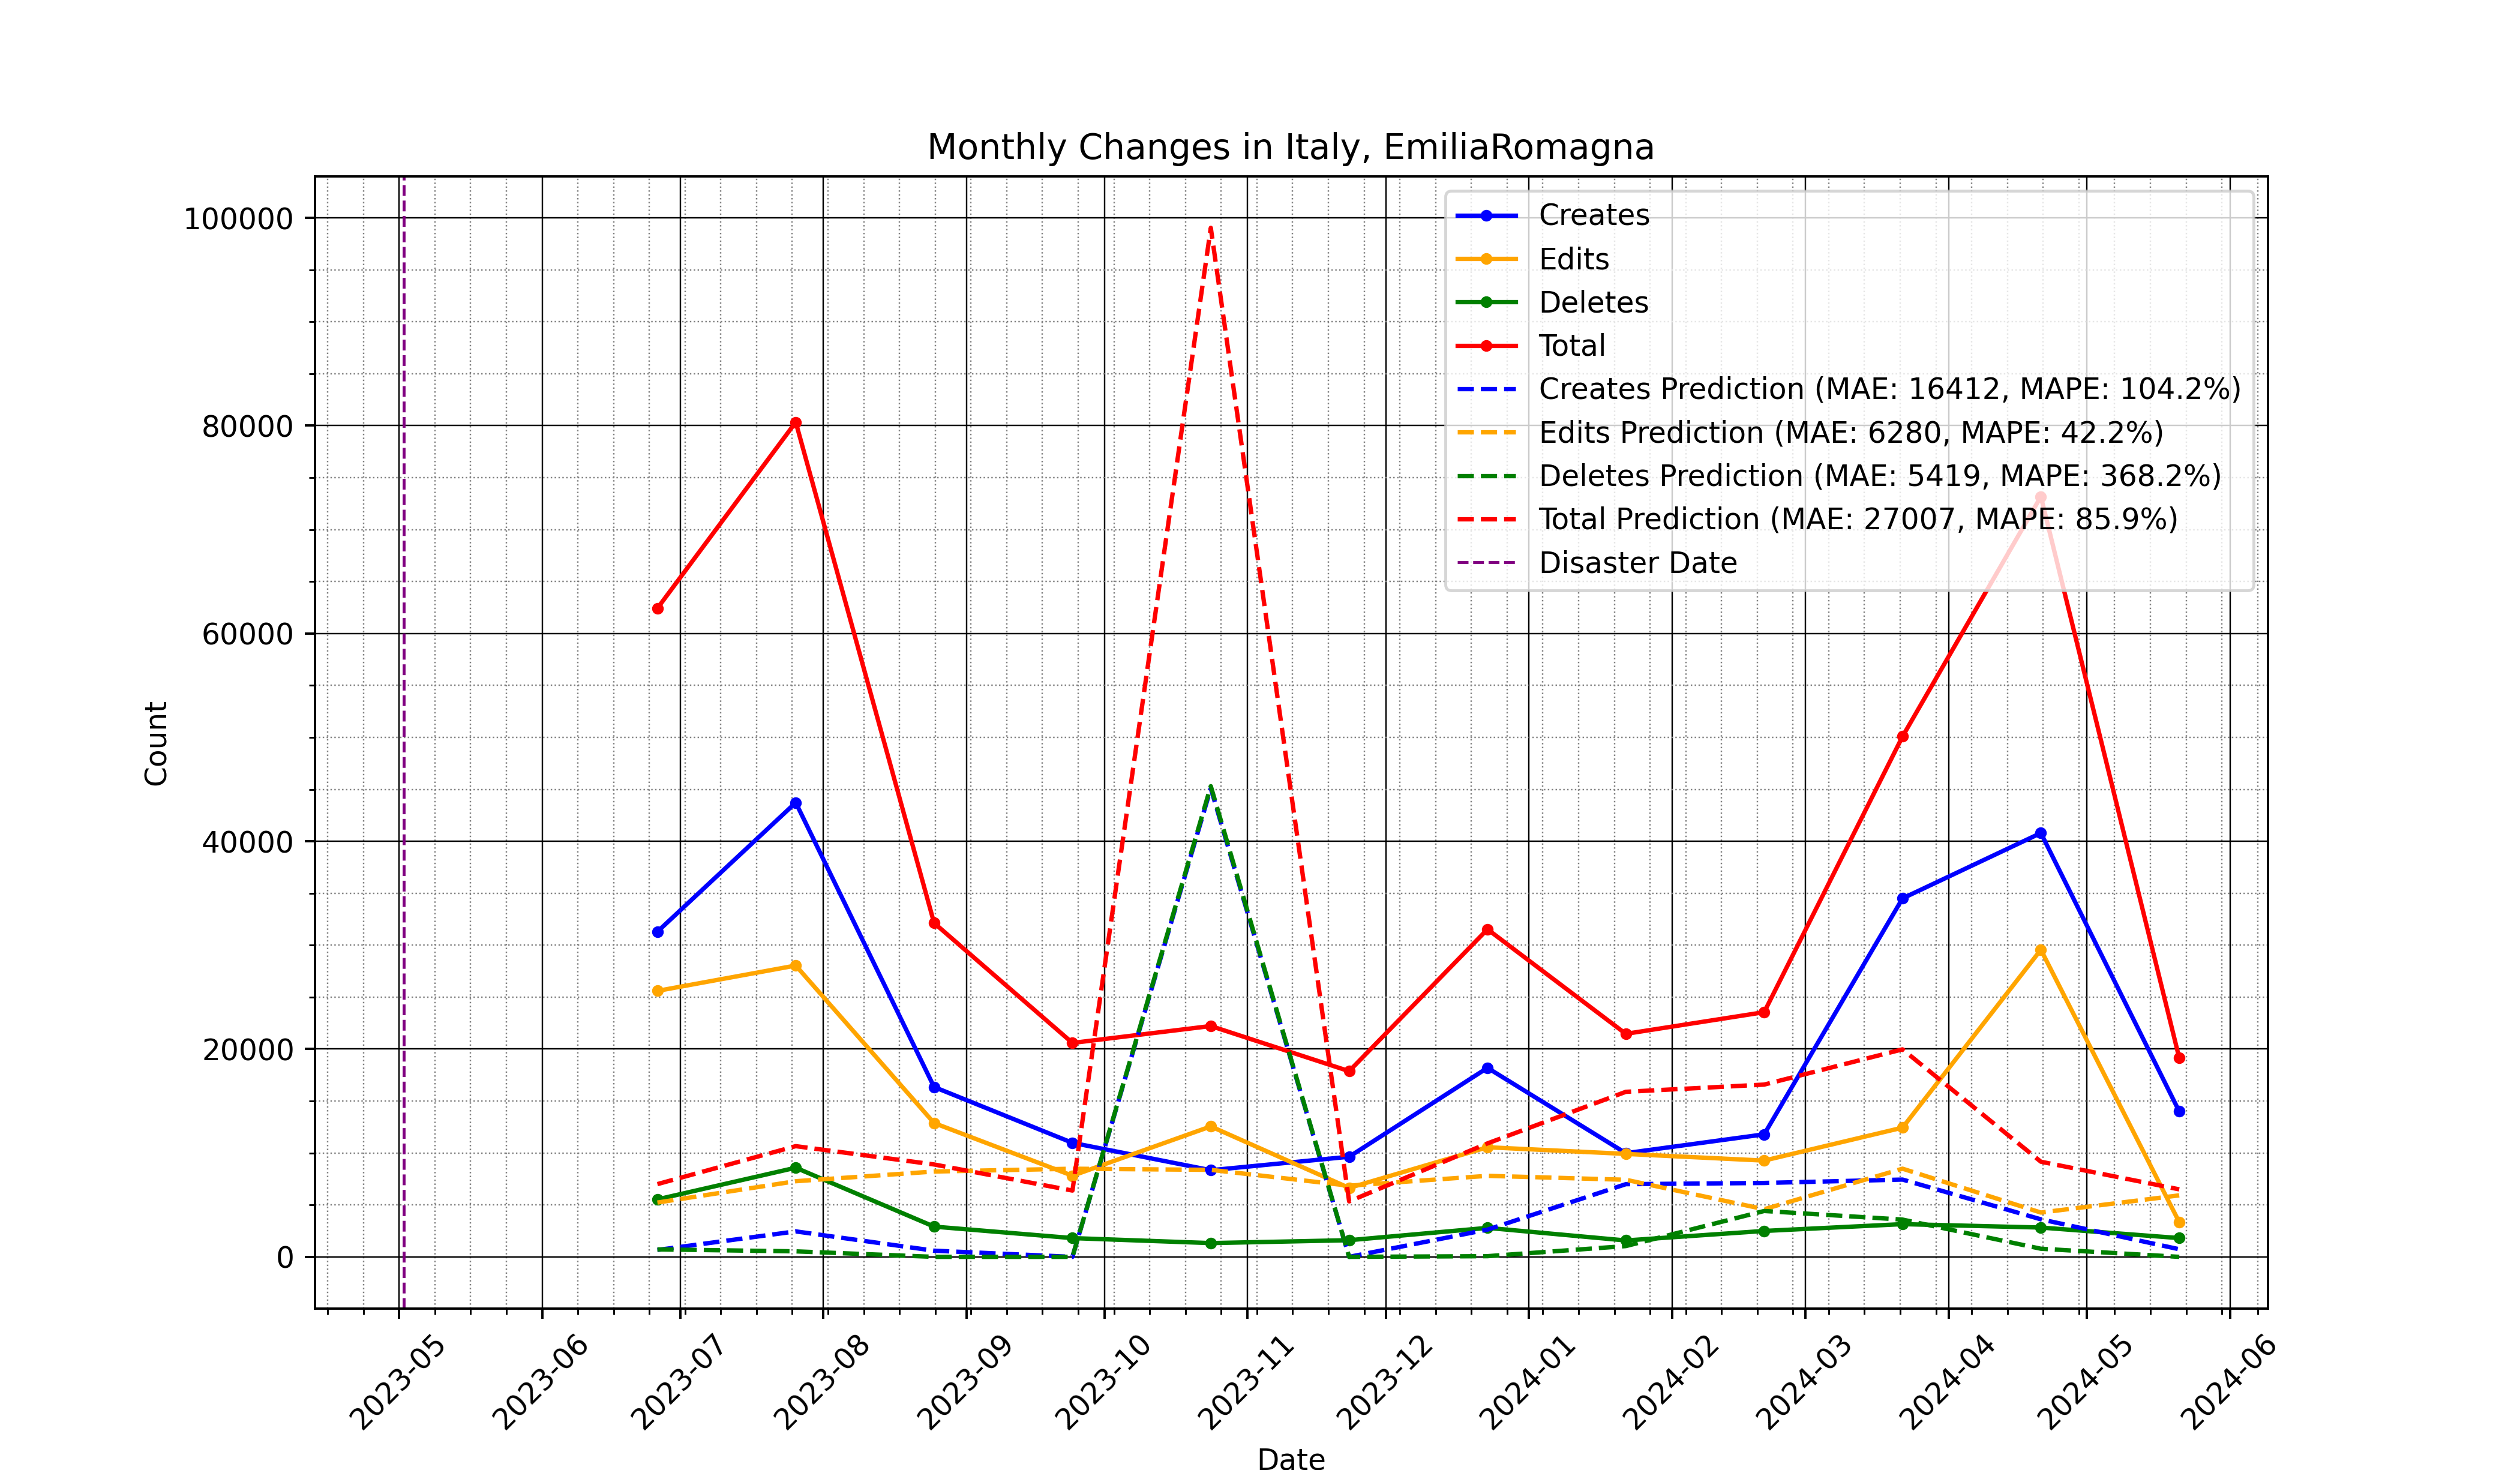 Monthly Changes in Italy, EmiliaRomagna
Count
100000
80000
60000
40000
20000
0
Creates
Edits
Deletes
Total
Creates Prediction (MAE: 16412, MAPE: 104.2%)
Edits Prediction (MAE: 6280, MAPE: 42.2%)
Deletes Prediction (MAE: 5419, MAPE: 368.2%)
Total Prediction (MAE: 27007, MAPE: 85.9%)
Disaster Date
2023-05
2023-06
2023-07
2023-08
2023-09
2023-10
2023-11
2023-12
2024-01
2024-02
2024-03
2024-04
2024-05
2024-06
Date